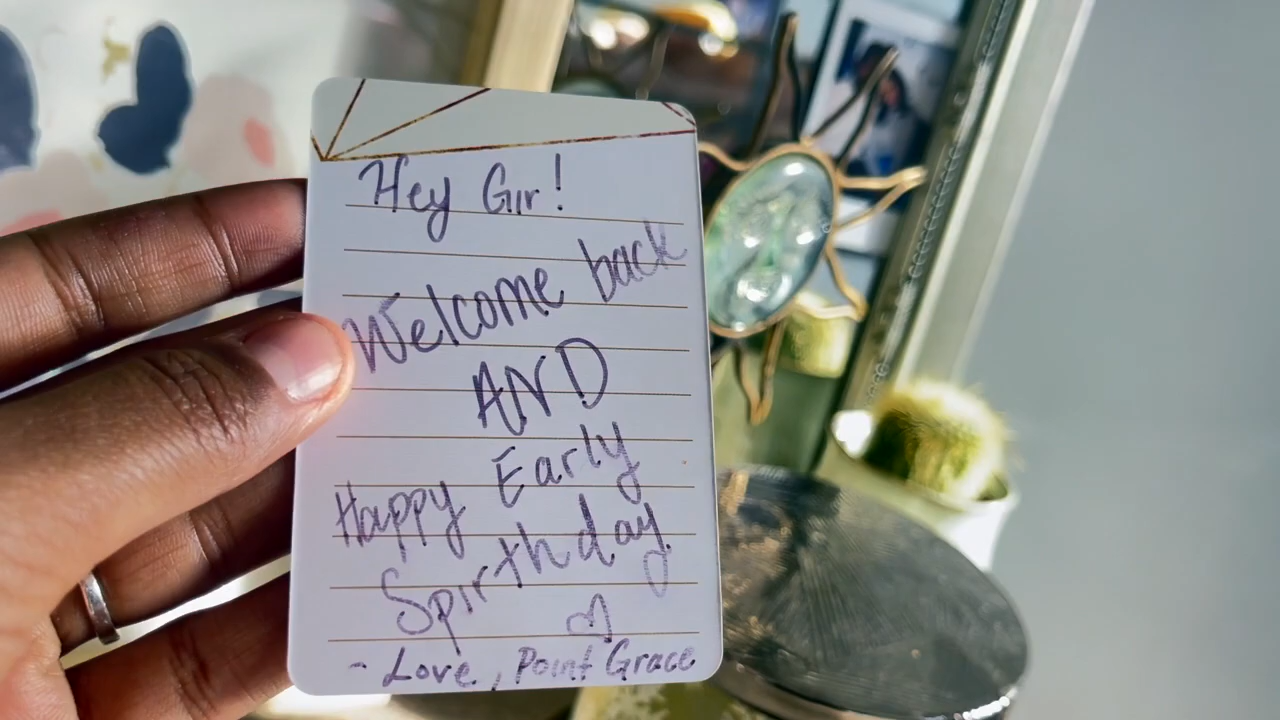 Hey Gir!
Welcome back
AND
Happy Early
Spirthday
- Love, Point Grace